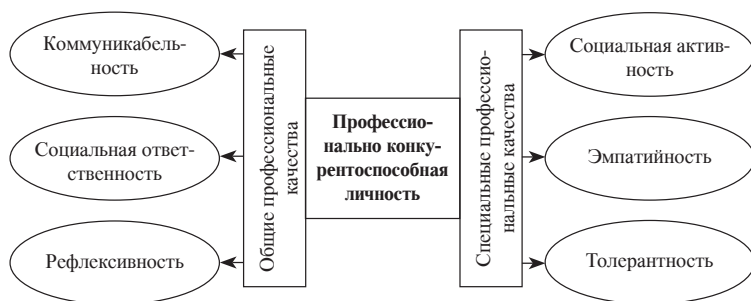 Коммуникабель-
ность
Социальная ответ-
ственность
Рефлексивность
Общие профессиональные
качества
Профессио-
нально конку-
рентоспособная
личность
Специальные профессио-
нальные качества
Социальная актив-
ность
Эмпатийность
Толерантность